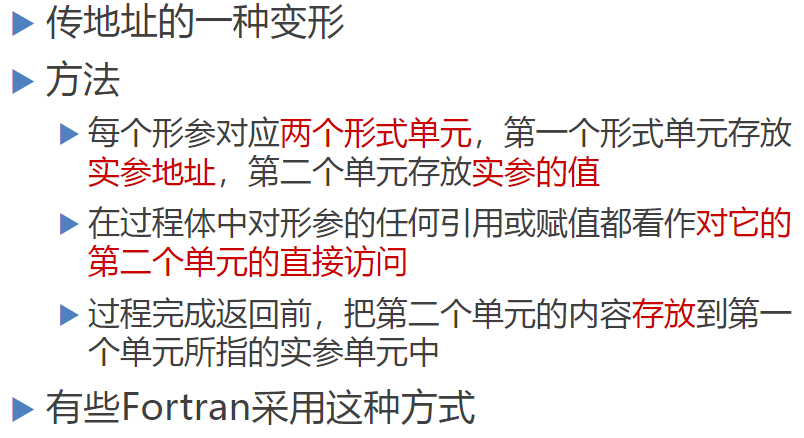 传地址的一种变形
方法
每个形参对应两个形式单元，第一个形式单元存放
实参地址，第二个单元存放实参的值
在过程体中对形参的任何引用或赋值都看作对它的
第二个单元的直接访问
过程完成返回前，把第二个单元的内容存放到第一
个单元所指的实参单元中
有些Fortran采用这种方式